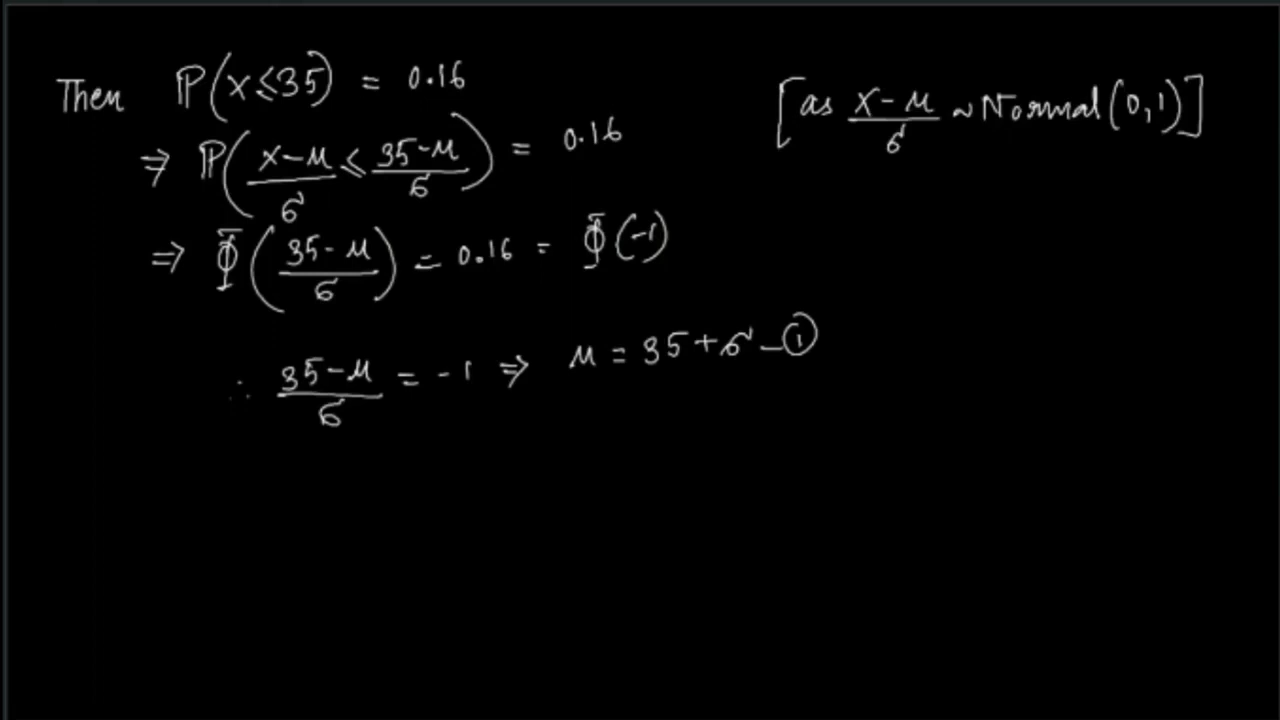 Then ℙ(X ≤ 35) = 0.16 [as (X - μ)/σ ~ Normal(0,1)]
⇒ ℙ((X - μ)/σ ≤ (35 - μ)/σ) = 0.16
⇒ Φ((35 - μ)/σ) = 0.16 = Φ(-1)
∴ (35 - μ)/σ = -1 ⇒ μ = 35 + σ - ①